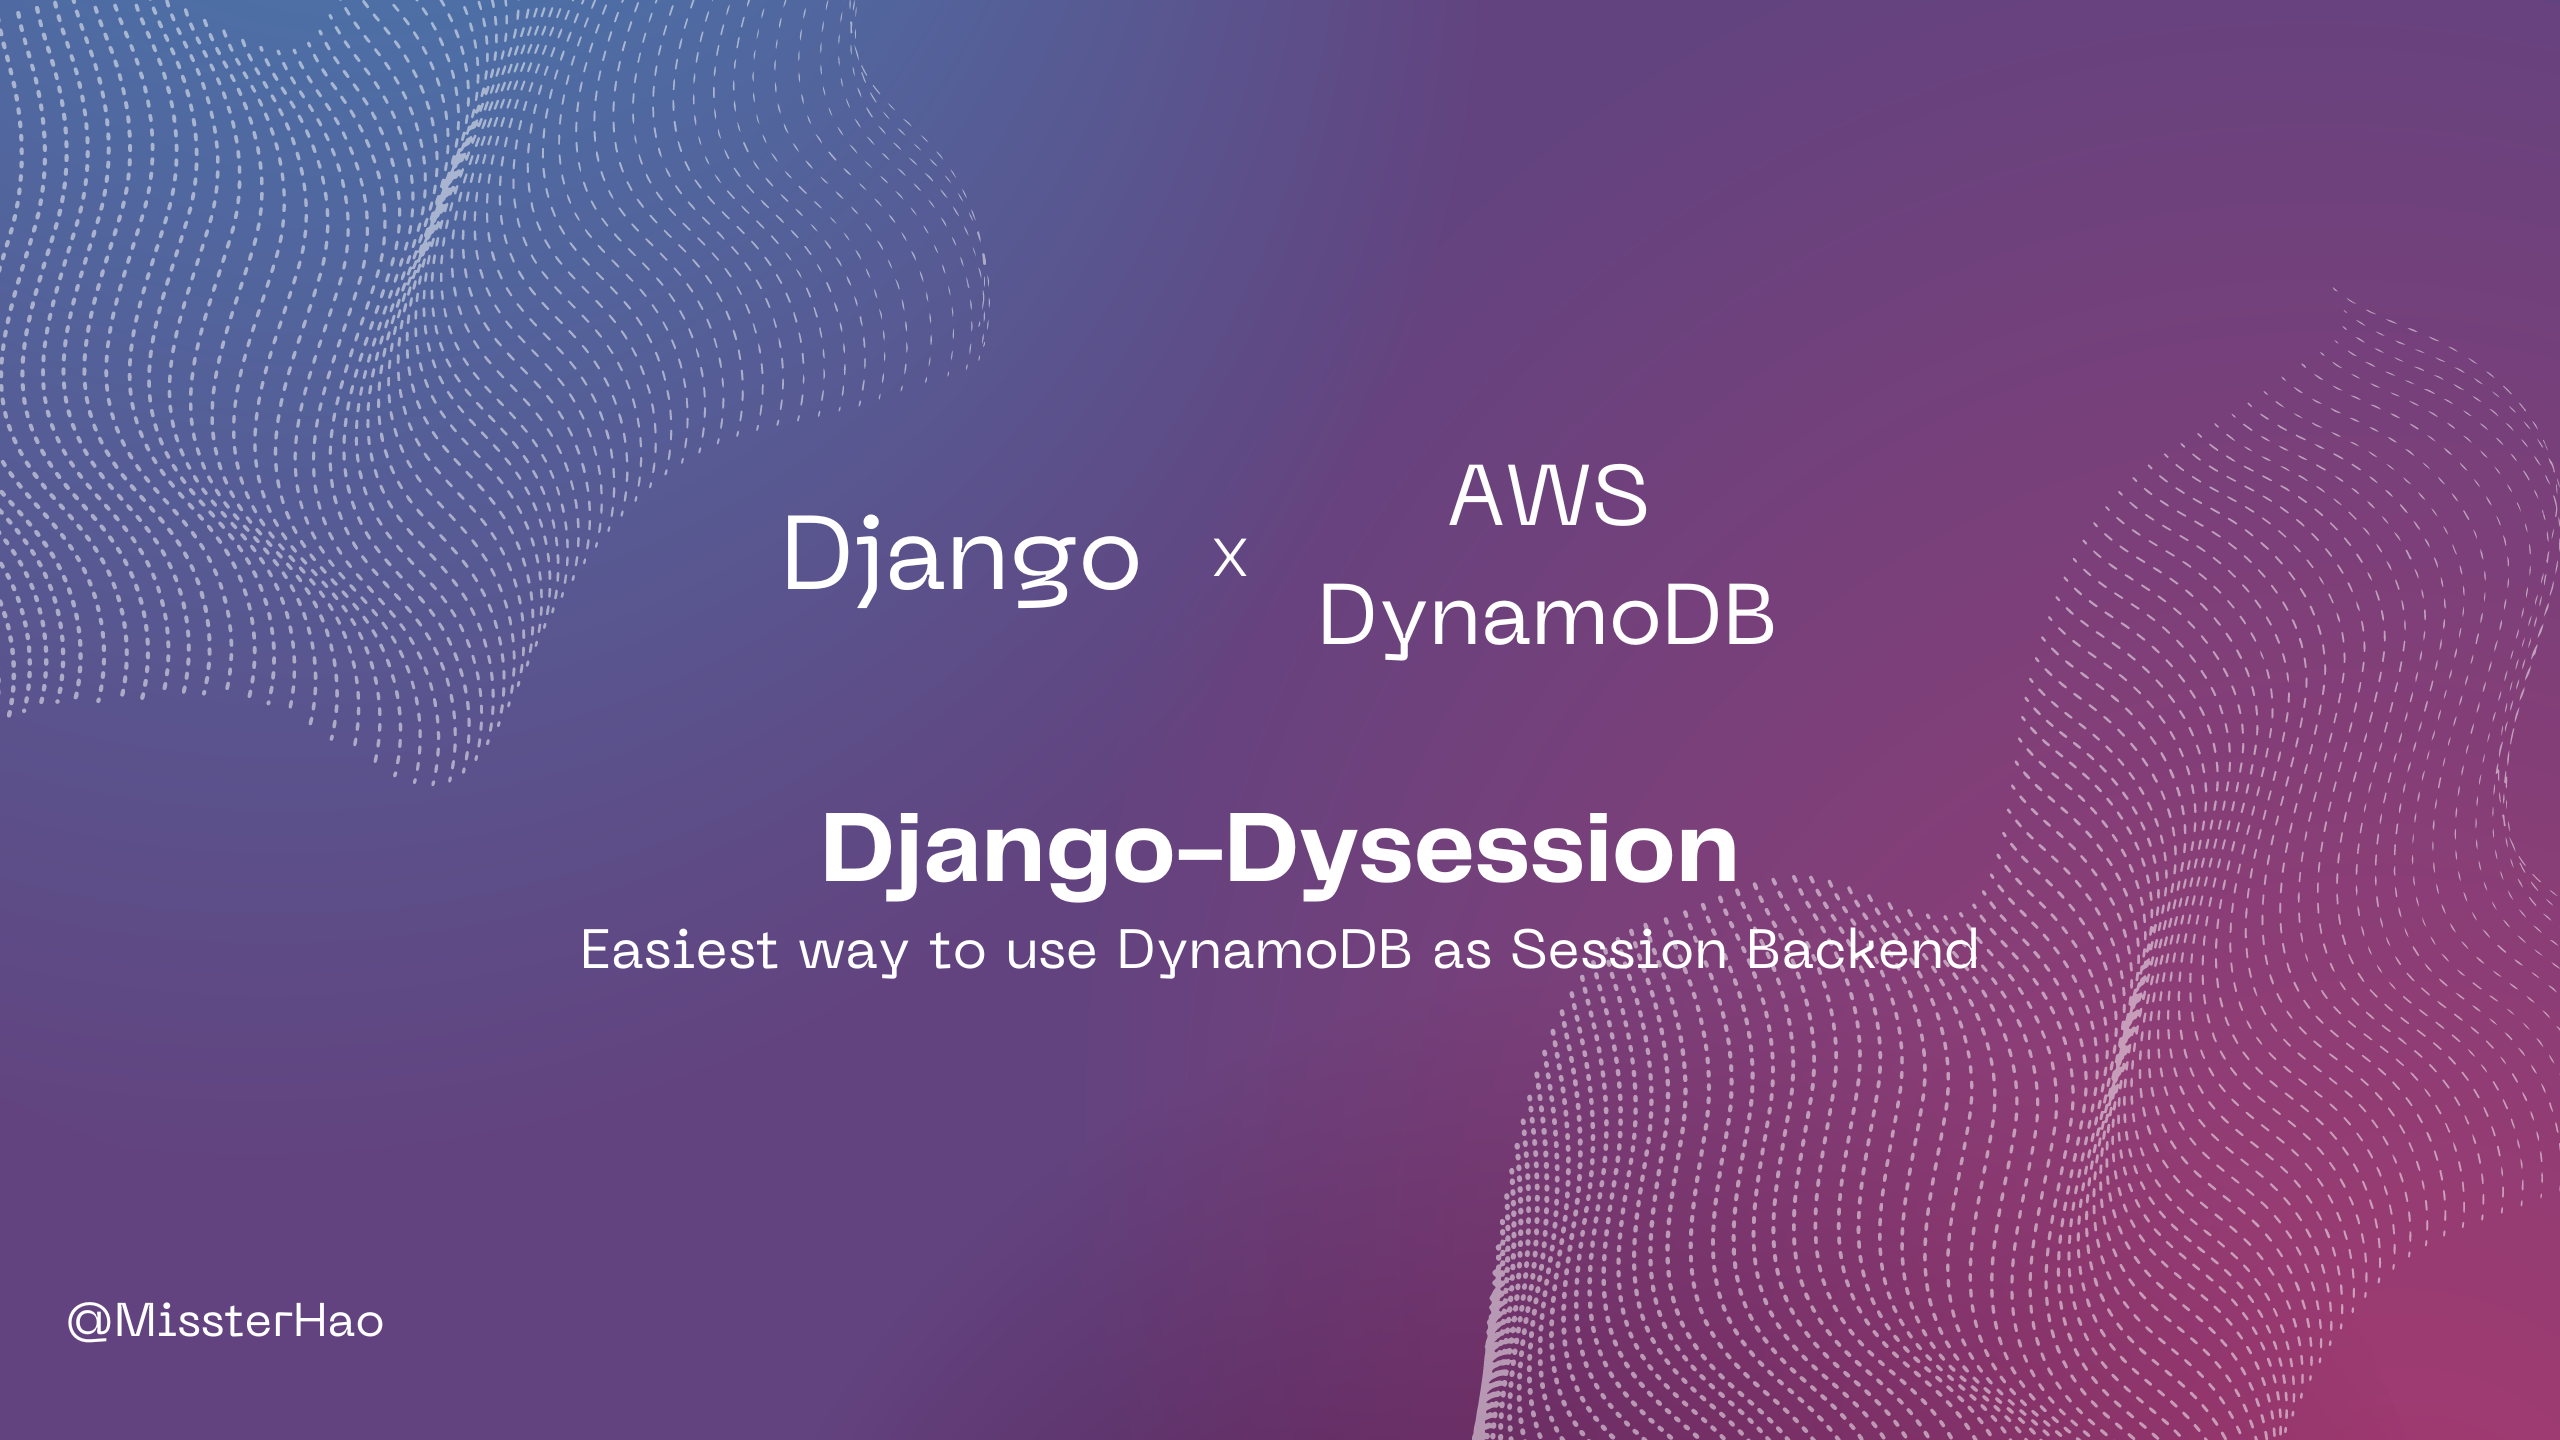 Django x AWS
DynamoDB
Django-Dysession
Easiest way to use DynamoDB as Session Backend
@MissterHao